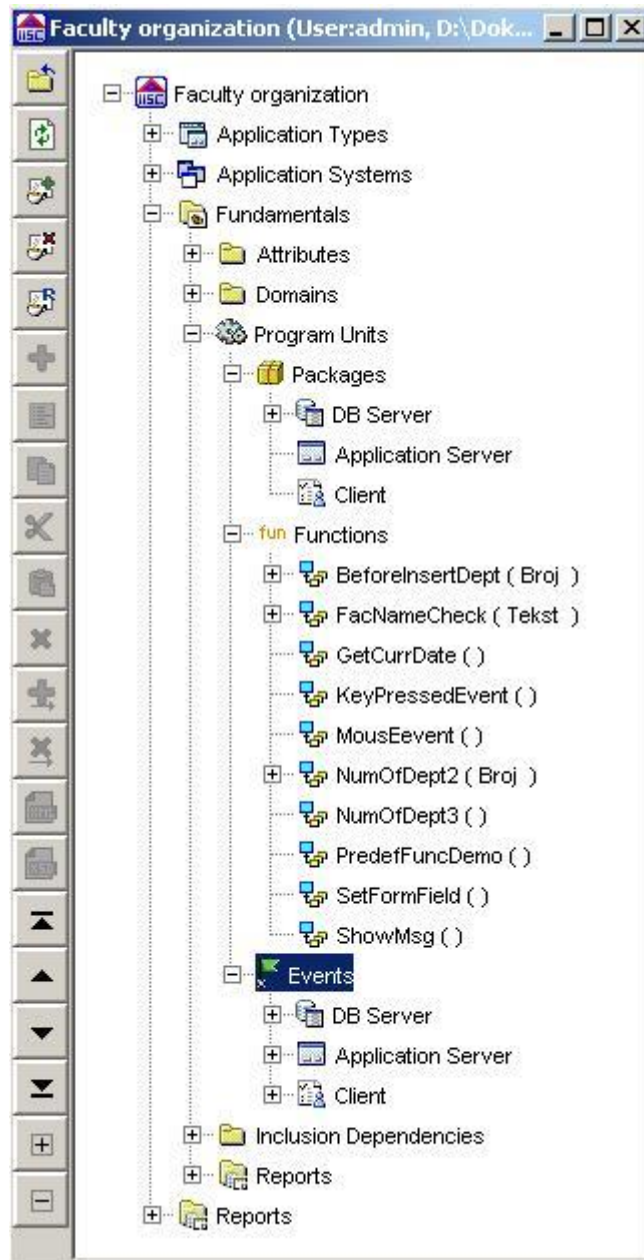 Faculty organization (User:admin, D:\Dok...
Faculty organization
Application Types
Application Systems
Fundamentals
Attributes
Domains
Program Units
Packages
DB Server
Application Server
Client
fun Functions
BeforeInsertDept ( Broj )
FacNameCheck ( Tekst )
GetCurrDate ( )
KeyPressedEvent ( )
MousEevent ( )
NumOfDept2 ( Broj )
NumOfDept3 ( )
PredefFuncDemo ( )
SetFormField ( )
ShowMsg ( )
Events
DB Server
Application Server
Client
Inclusion Dependencies
Reports
Reports